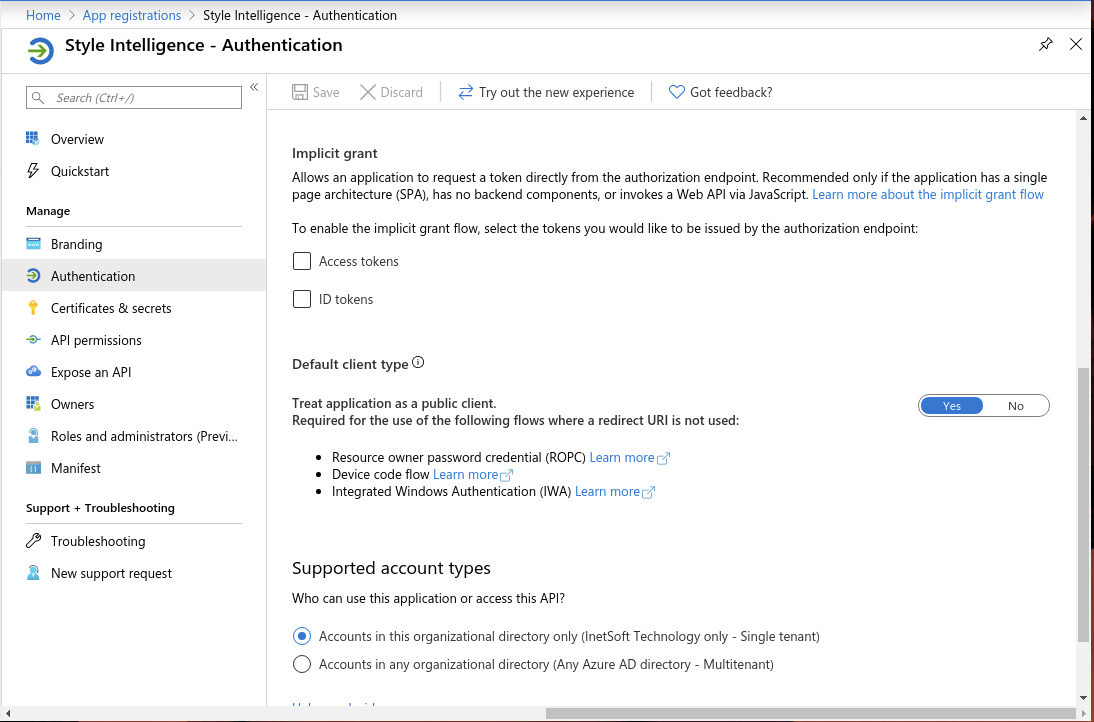 Home > App registrations > Style Intelligence - Authentication
Style Intelligence - Authentication
Search (Ctrl+/)
«
Overview
Quickstart
Manage
Branding
Authentication
Certificates & secrets
API permissions
Expose an API
Owners
Roles and administrators (Previ...
Manifest
Support + Troubleshooting
Troubleshooting
New support request
Save
Discard
Try out the new experience
Got feedback?
Implicit grant
Allows an application to request a token directly from the authorization endpoint. Recommended only if the application has a single
page architecture (SPA), has no backend components, or invokes a Web API via JavaScript. Learn more about the implicit grant flow
To enable the implicit grant flow, select the tokens you would like to be issued by the authorization endpoint:
Access tokens
ID tokens
Default client type
Treat application as a public client.
Required for the use of the following flows where a redirect URI is not used:
Yes
No
• Resource owner password credential (ROPC) Learn more
• Device code flow Learn more
• Integrated Windows Authentication (IWA) Learn more
Supported account types
Who can use this application or access this API?
Accounts in this organizational directory only (InetSoft Technology only - Single tenant)
Accounts in any organizational directory (Any Azure AD directory - Multitenant)